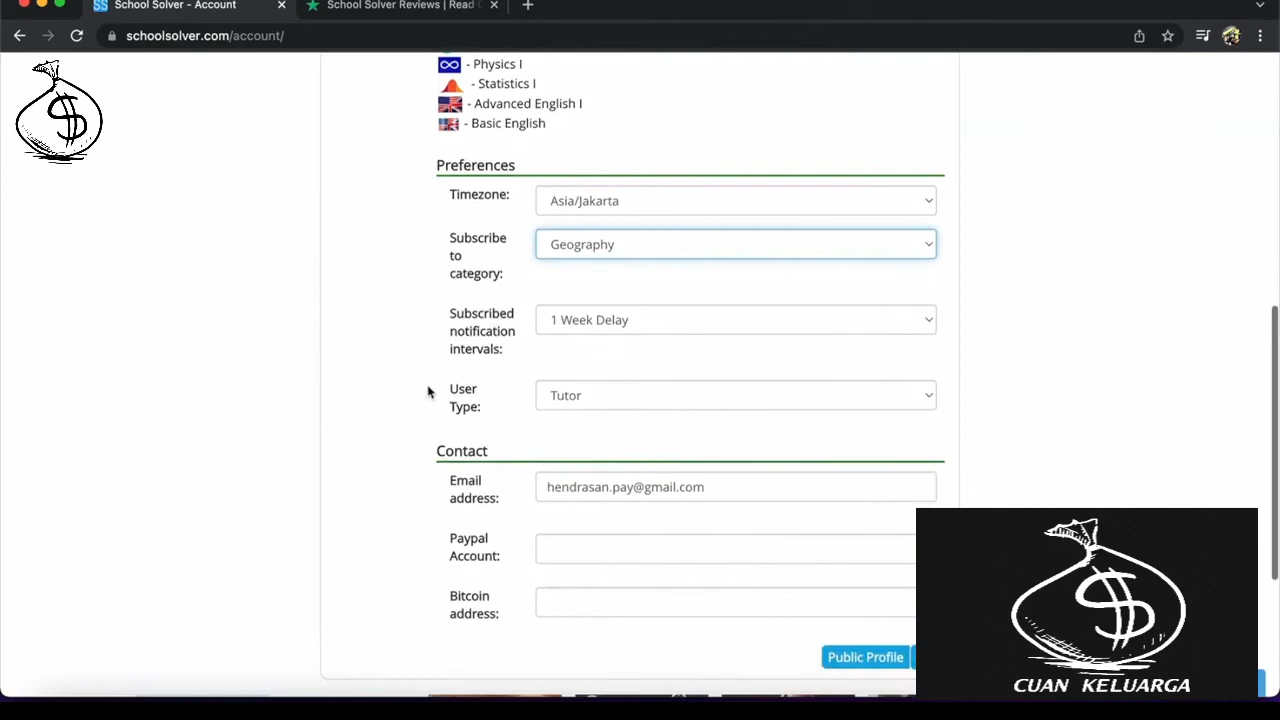 School Solver - Account
School Solver Reviews | Read
schoolsolver.com/account/
- Physics I
- Statistics I
- Advanced English I
- Basic English
Preferences
Timezone:
Asia/Jakarta
Subscribe
to
category:
Geography
Subscribed
notification
intervals:
1 Week Delay
User
Type:
Tutor
Contact
Email
address:
hendrasan.pay@gmail.com
Paypal
Account:
Bitcoin
address:
Public Profile
CUAN KELUARGA